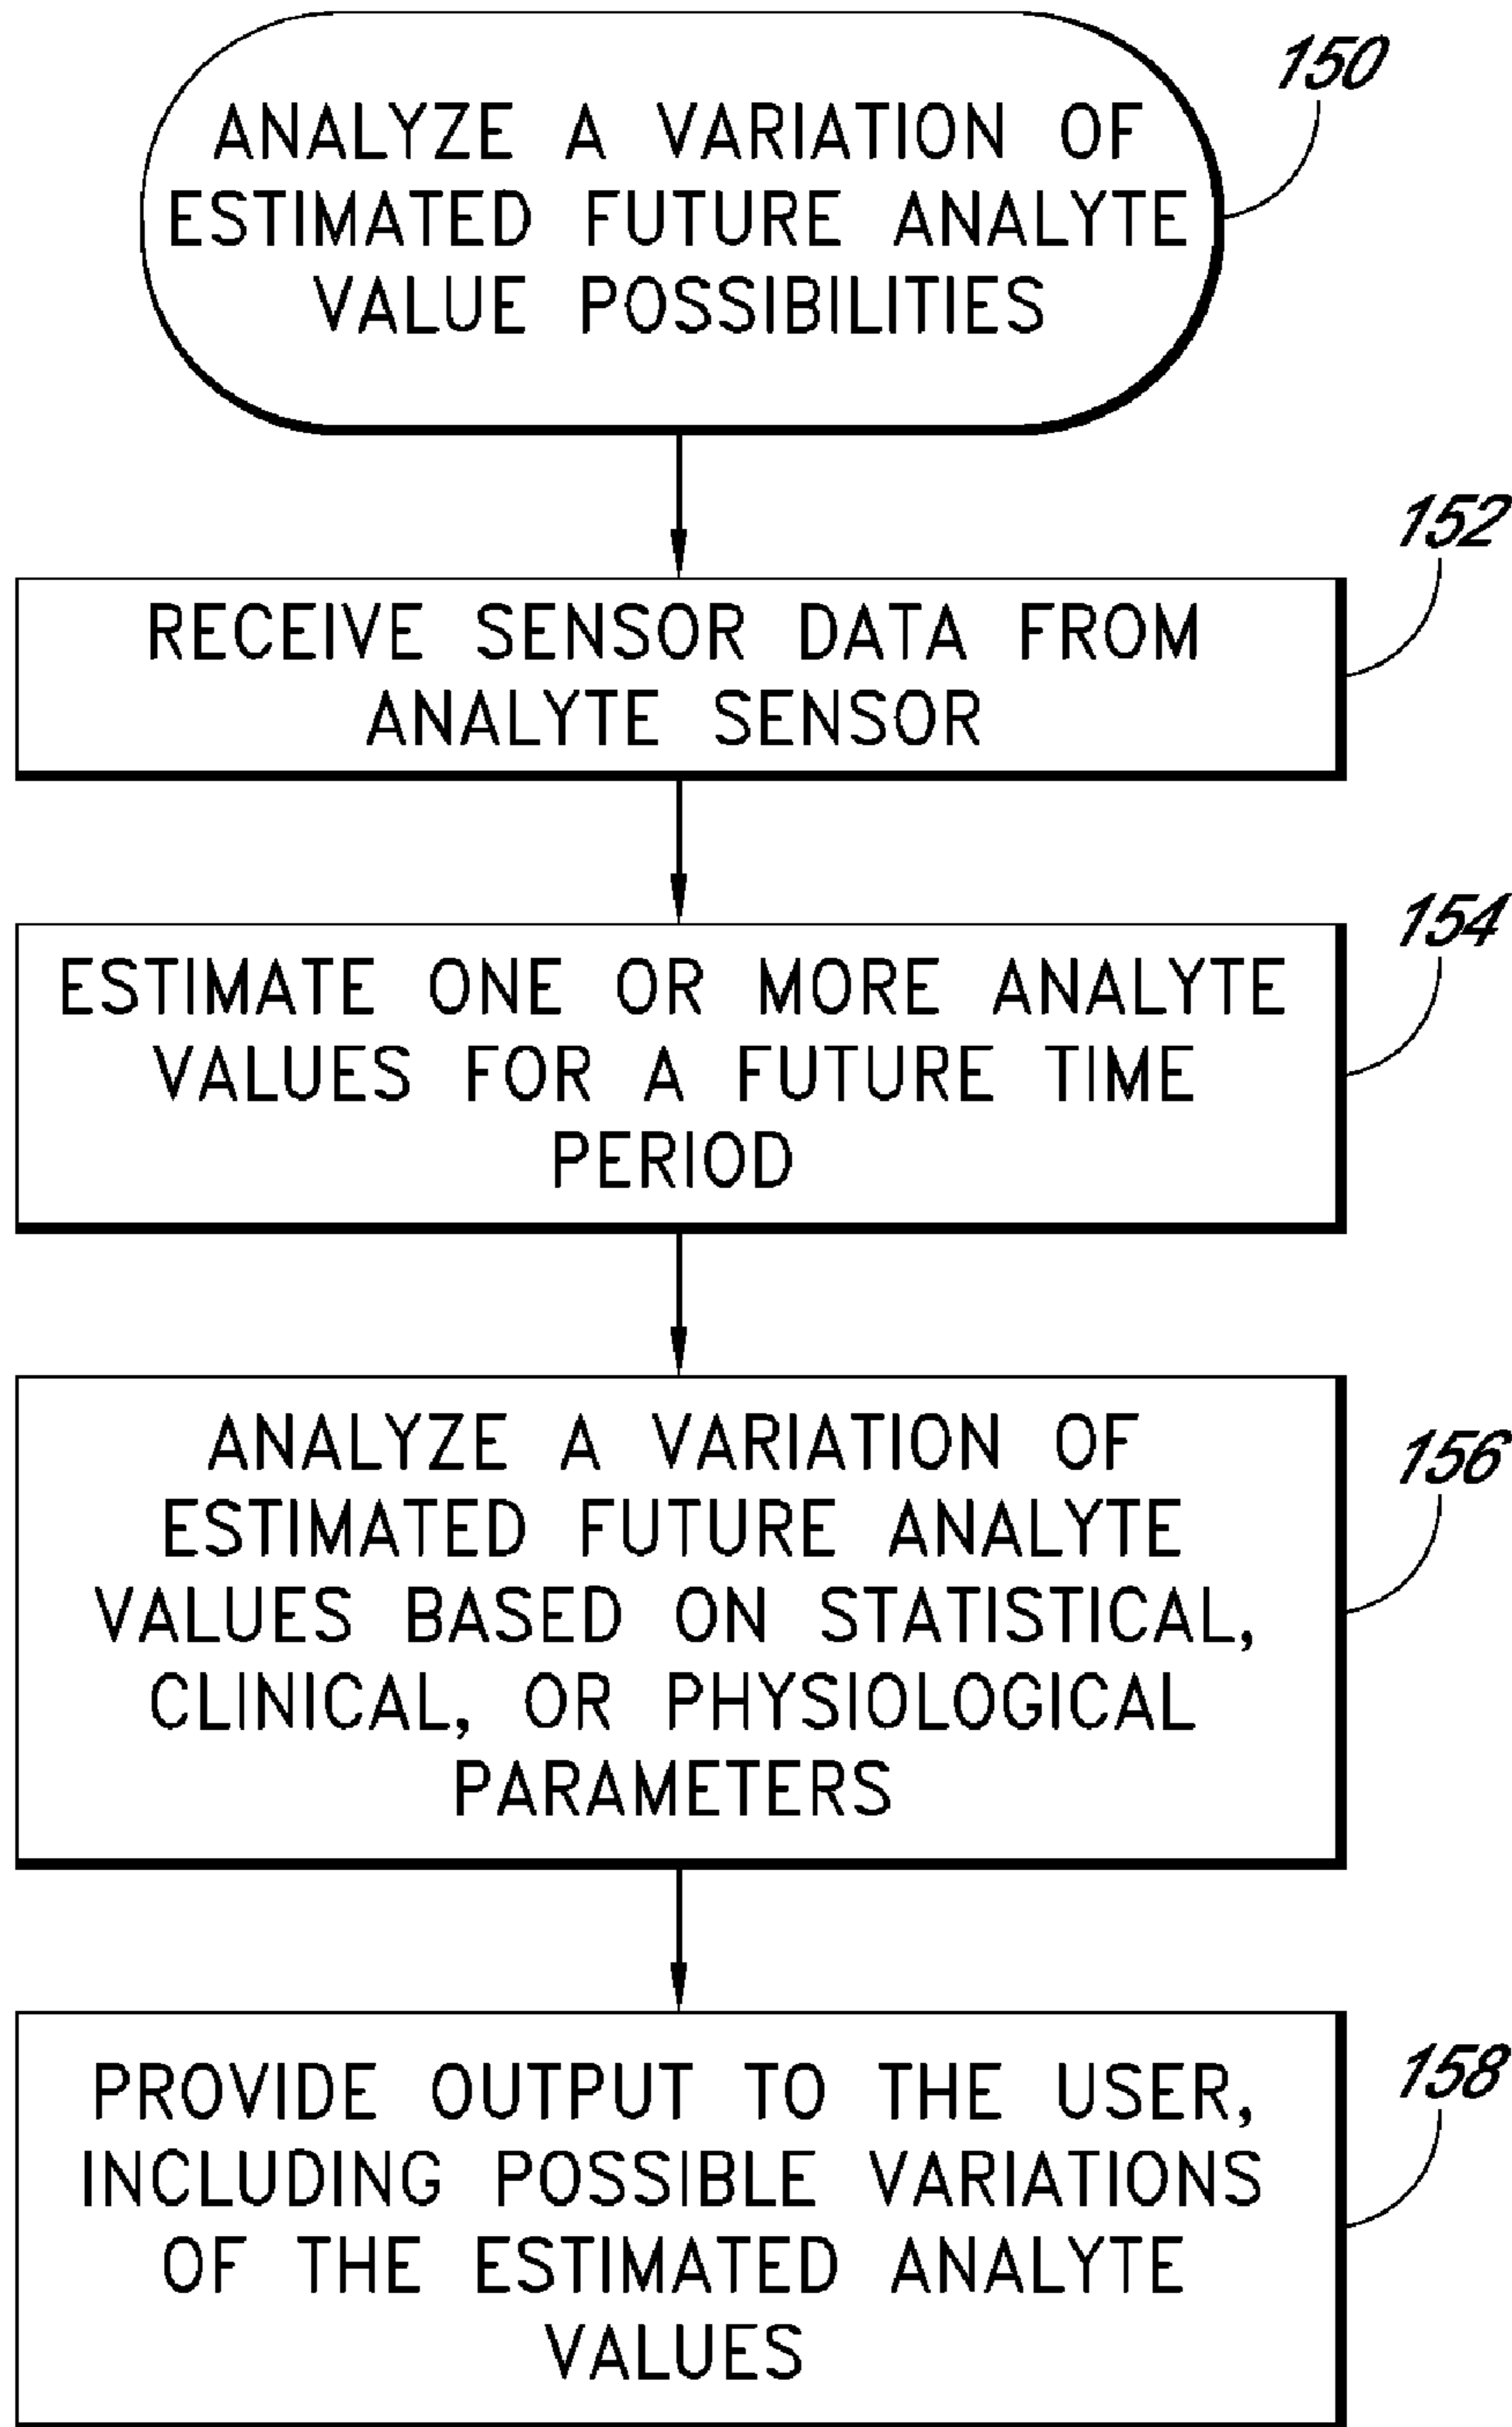 150
ANALYZE A VARIATION OF
ESTIMATED FUTURE ANALYTE
VALUE POSSIBILITIES
152
RECEIVE SENSOR DATA FROM
ANALYTE SENSOR
154
ESTIMATE ONE OR MORE ANALYTE
VALUES FOR A FUTURE TIME
PERIOD
156
ANALYZE A VARIATION OF
ESTIMATED FUTURE ANALYTE
VALUES BASED ON STATISTICAL,
CLINICAL, OR PHYSIOLOGICAL
PARAMETERS
158
PROVIDE OUTPUT TO THE USER,
INCLUDING POSSIBLE VARIATIONS
OF THE ESTIMATED ANALYTE
VALUES